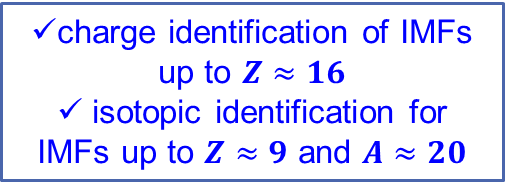 ✓charge identification of IMFs
up to Z ≈ 16
✓ isotopic identification for
IMFs up to Z ≈ 9 and A ≈ 20